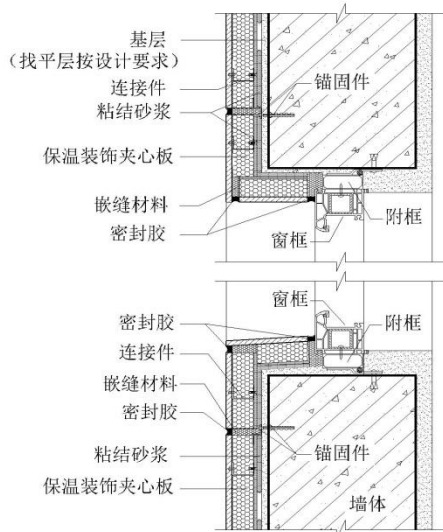 基层
（找平层按设计要求）
连接件
粘结砂浆
锚固件
保温装饰夹心板
嵌缝材料
密封胶
窗框
附框
窗框
密封胶
附框
连接件
嵌缝材料
密封胶
粘结砂浆
锚固件
保温装饰夹心板
墙体